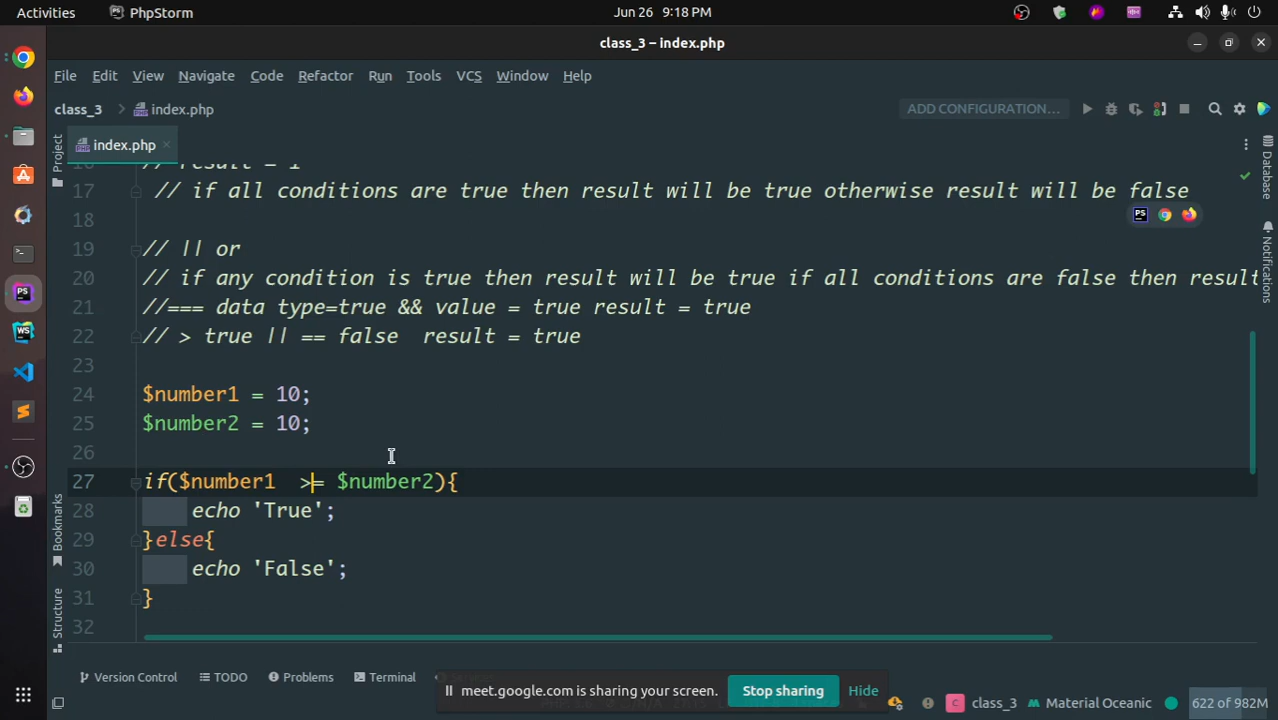 Activities PhpStorm Jun 26 9:18 PM
class_3 – index.php
File Edit View Navigate Code Refactor Run Tools VCS Window Help
class_3 index.php ADD CONFIGURATION...
index.php
Project
Database
Notifications
Bookmarks
Structure
// result = 1
17 // if all conditions are true then result will be true otherwise result will be false
18
19 // || or
20 // if any condition is true then result will be true if all conditions are false then result
21 //=== data type=true && value = true result = true
22 // > true || == false result = true
23
24 $number1 = 10;
25 $number2 = 10;
26
27 if($number1 >= $number2){
28 echo 'True';
29 }else{
30 echo 'False';
31 }
32
Version Control TODO Problems Terminal
meet.google.com is sharing your screen. Stop sharing Hide
class_3 Material Oceanic 622 of 982M